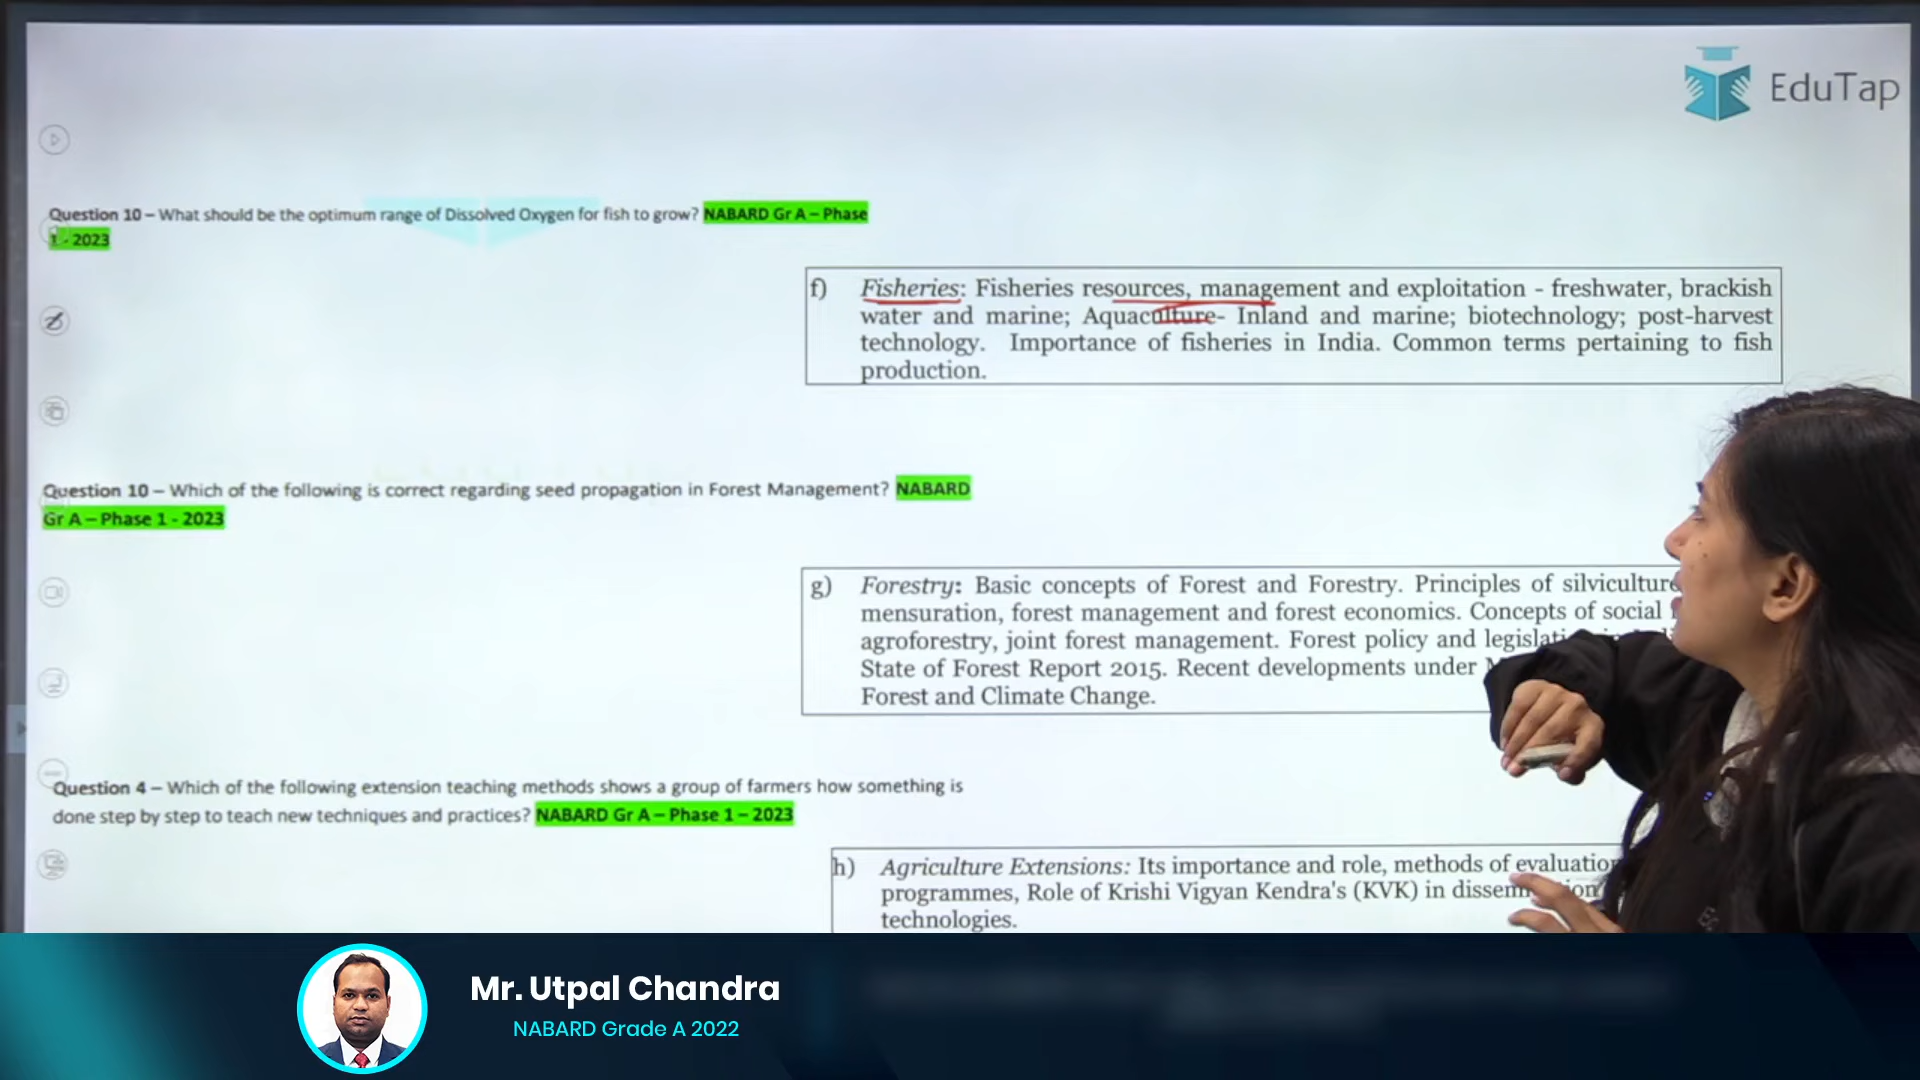 EduTap
Question 10 – What should be the optimum range of Dissolved Oxygen for fish to grow? NABARD Gr A – Phase
1 - 2023
f) Fisheries: Fisheries resources, management and exploitation - freshwater, brackish
water and marine; Aquaculture- Inland and marine; biotechnology; post-harvest
technology. Importance of fisheries in India. Common terms pertaining to fish
production.
Question 10 – Which of the following is correct regarding seed propagation in Forest Management? NABARD
Gr A – Phase 1 - 2023
g) Forestry: Basic concepts of Forest and Forestry. Principles of silviculture
mensuration, forest management and forest economics. Concepts of social
agroforestry, joint forest management. Forest policy and
State of Forest Report 2015. Recent developments under
Forest and Climate Change.
Question 4 – Which of the following extension teaching methods shows a group of farmers how something is
done step by step to teach new techniques and practices? NABARD Gr A – Phase 1 – 2023
h) Agriculture Extensions: Its importance and role, methods of
programmes, Role of Krishi Vigyan Kendra's (KVK) in
technologies.
Mr. Utpal Chandra
NABARD Grade A 2022